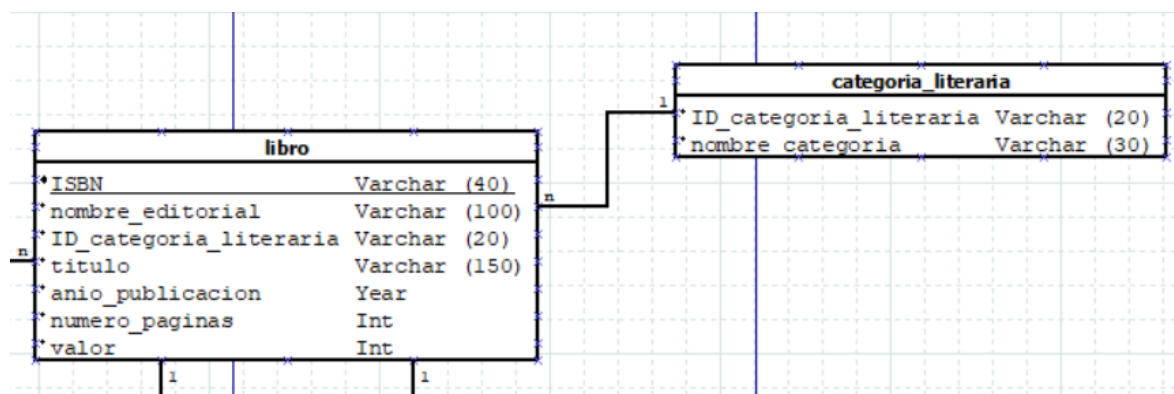 categoria_literaria
1
ID_categoria_literaria Varchar (20)
nombre_categoria Varchar (30)
libro
ISBN Varchar (40)
n
nombre_editorial Varchar (100)
ID_categoria_literaria Varchar (20)
n
titulo Varchar (150)
anio_publicacion Year
numero_paginas Int
valor Int
1
1